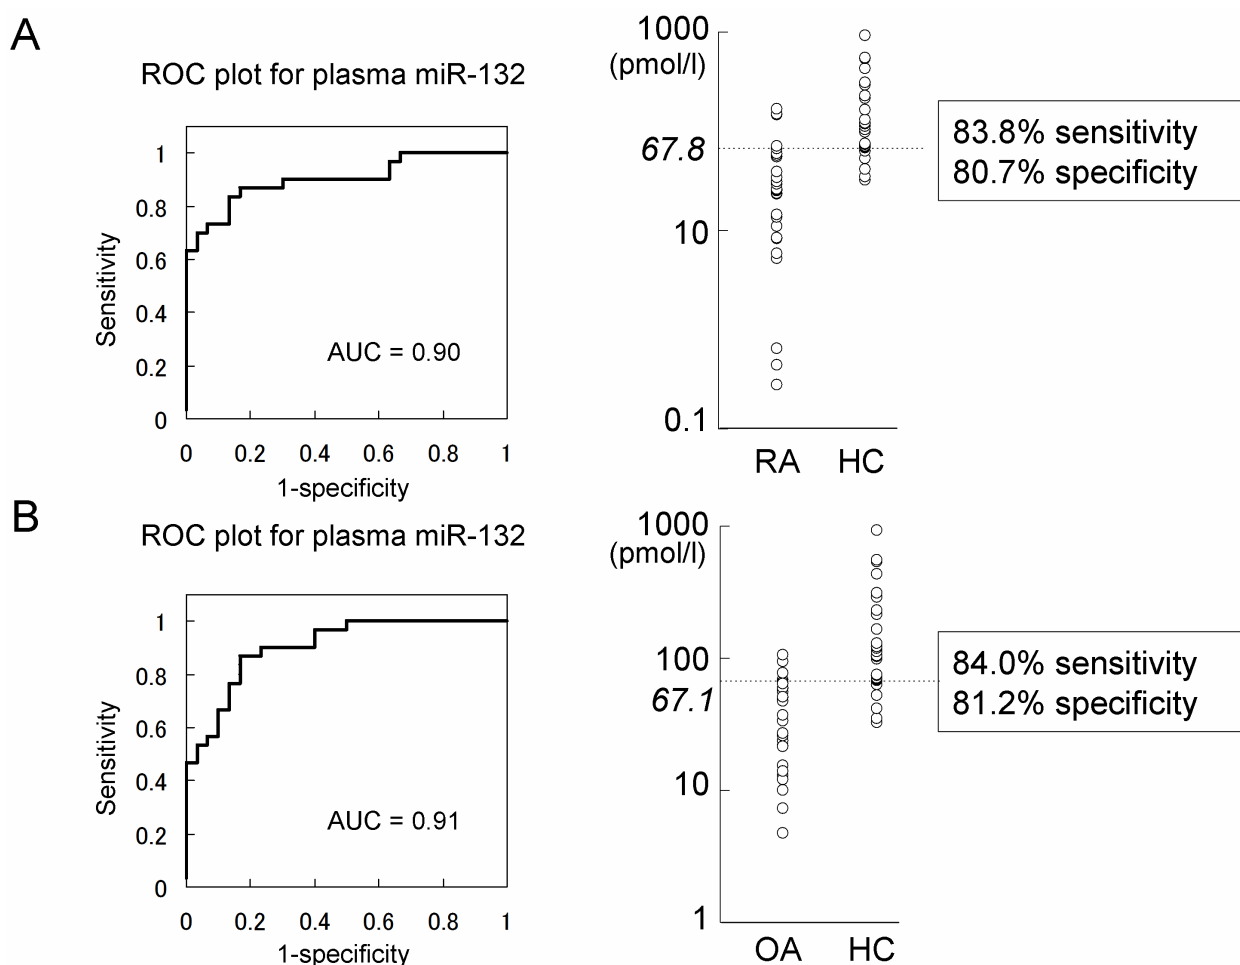 A
ROC plot for plasma miR-132
Sensitivity
1
0.8
0.6
0.4
0.2
0
AUC = 0.90
0 0.2 0.4 0.6 0.8 1
1-specificity
1000
(pmol/l)
67.8
10
0.1
RA HC
83.8% sensitivity
80.7% specificity
B
ROC plot for plasma miR-132
Sensitivity
1
0.8
0.6
0.4
0.2
0
AUC = 0.91
0 0.2 0.4 0.6 0.8 1
1-specificity
1000
(pmol/l)
100
67.1
10
1
OA HC
84.0% sensitivity
81.2% specificity